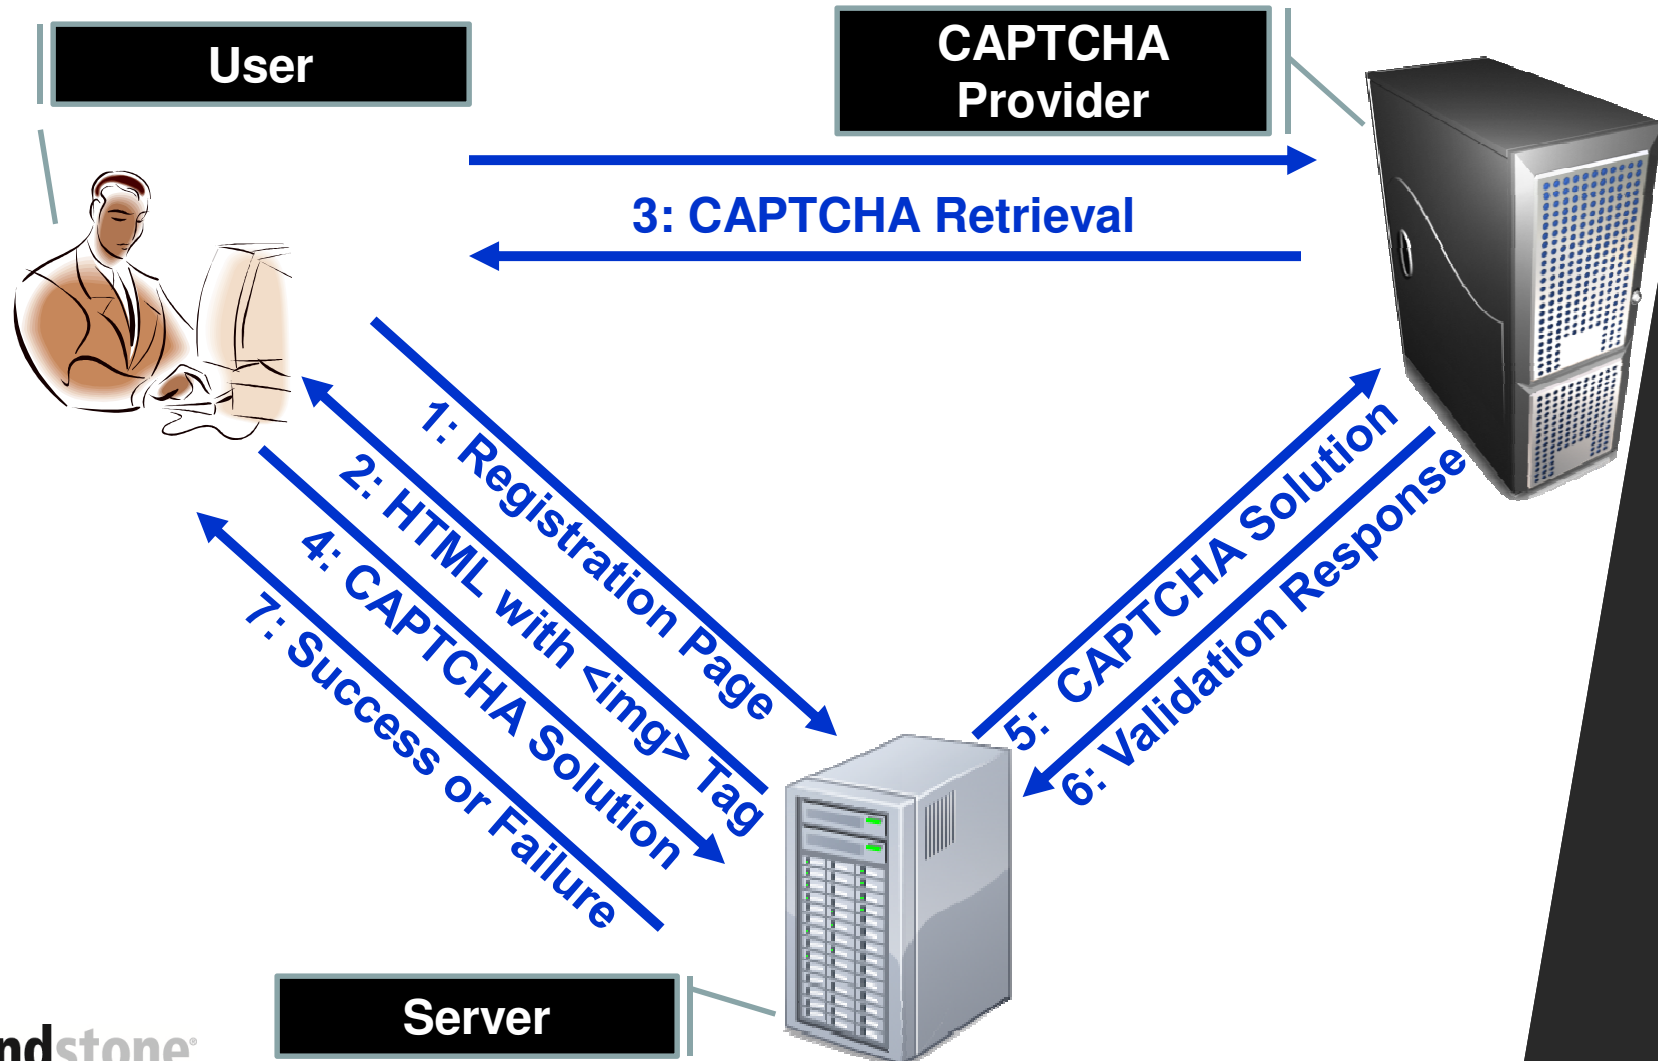 User
CAPTCHA
Provider
3: CAPTCHA Retrieval
1: Registration Page
2: HTML with <img> Tag
4: CAPTCHA Solution
7: Success or Failure
5: CAPTCHA Solution
6: Validation Response
Server
ndstone®